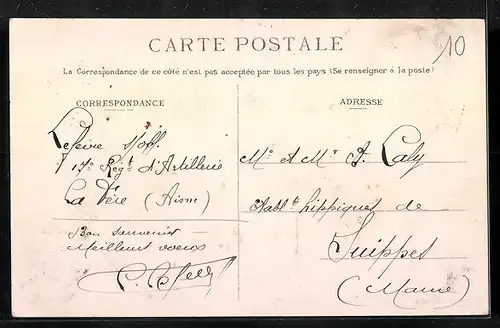 10
CARTE POSTALE
La Correspondance de ce côté n'est pas acceptée par tous les pays (Se renseigner à la poste)
CORRESPONDANCE
ADRESSE
s/off.
17e Regt d'Artillerie
La Fère (Aisne)
Bon souvenir
Meilleurs voeux
Me et Mr Laly
Etablts hippiques de
Suippes
(Marne)